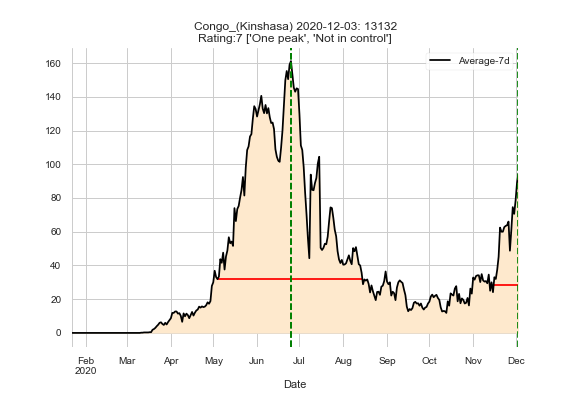 Congo_(Kinshasa) 2020-12-03: 13132
Rating:7 ['One peak', 'Not in control']
Average-7d
160
140
120
100
80
60
40
20
0
Feb Mar Apr May Jun Jul Aug Sep Oct Nov Dec
2020
Date